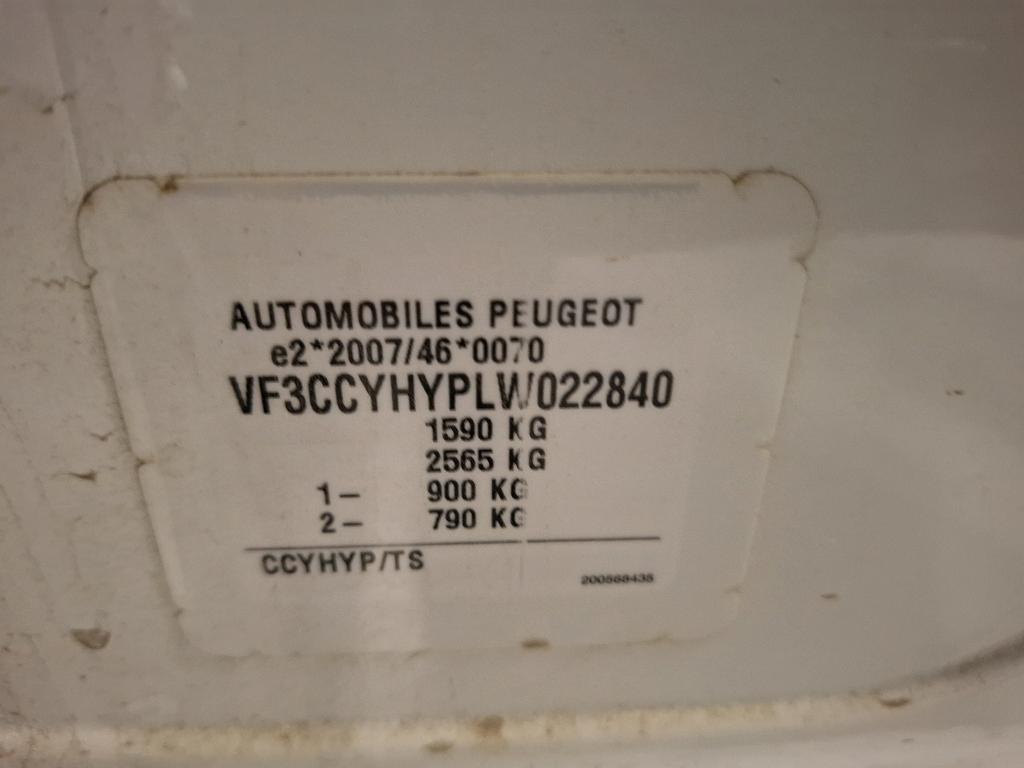 AUTOMOBILES PEUGEOT
e2*2007/46*0070
VF3CCYHYPLW022840
1590 KG
2565 KG
1- 900 KG
2- 790 KG
CCYHYP/TS
200568435